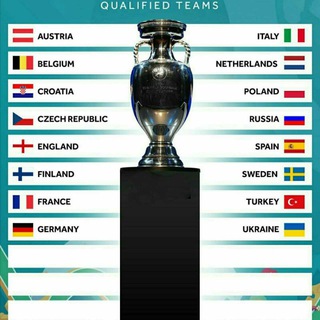 QUALIFIED TEAMS
AUSTRIA
BELGIUM
CROATIA
CZECH REPUBLIC
ENGLAND
FINLAND
FRANCE
GERMANY
ITALY
NETHERLANDS
POLAND
RUSSIA
SPAIN
SWEDEN
TURKEY
UKRAINE